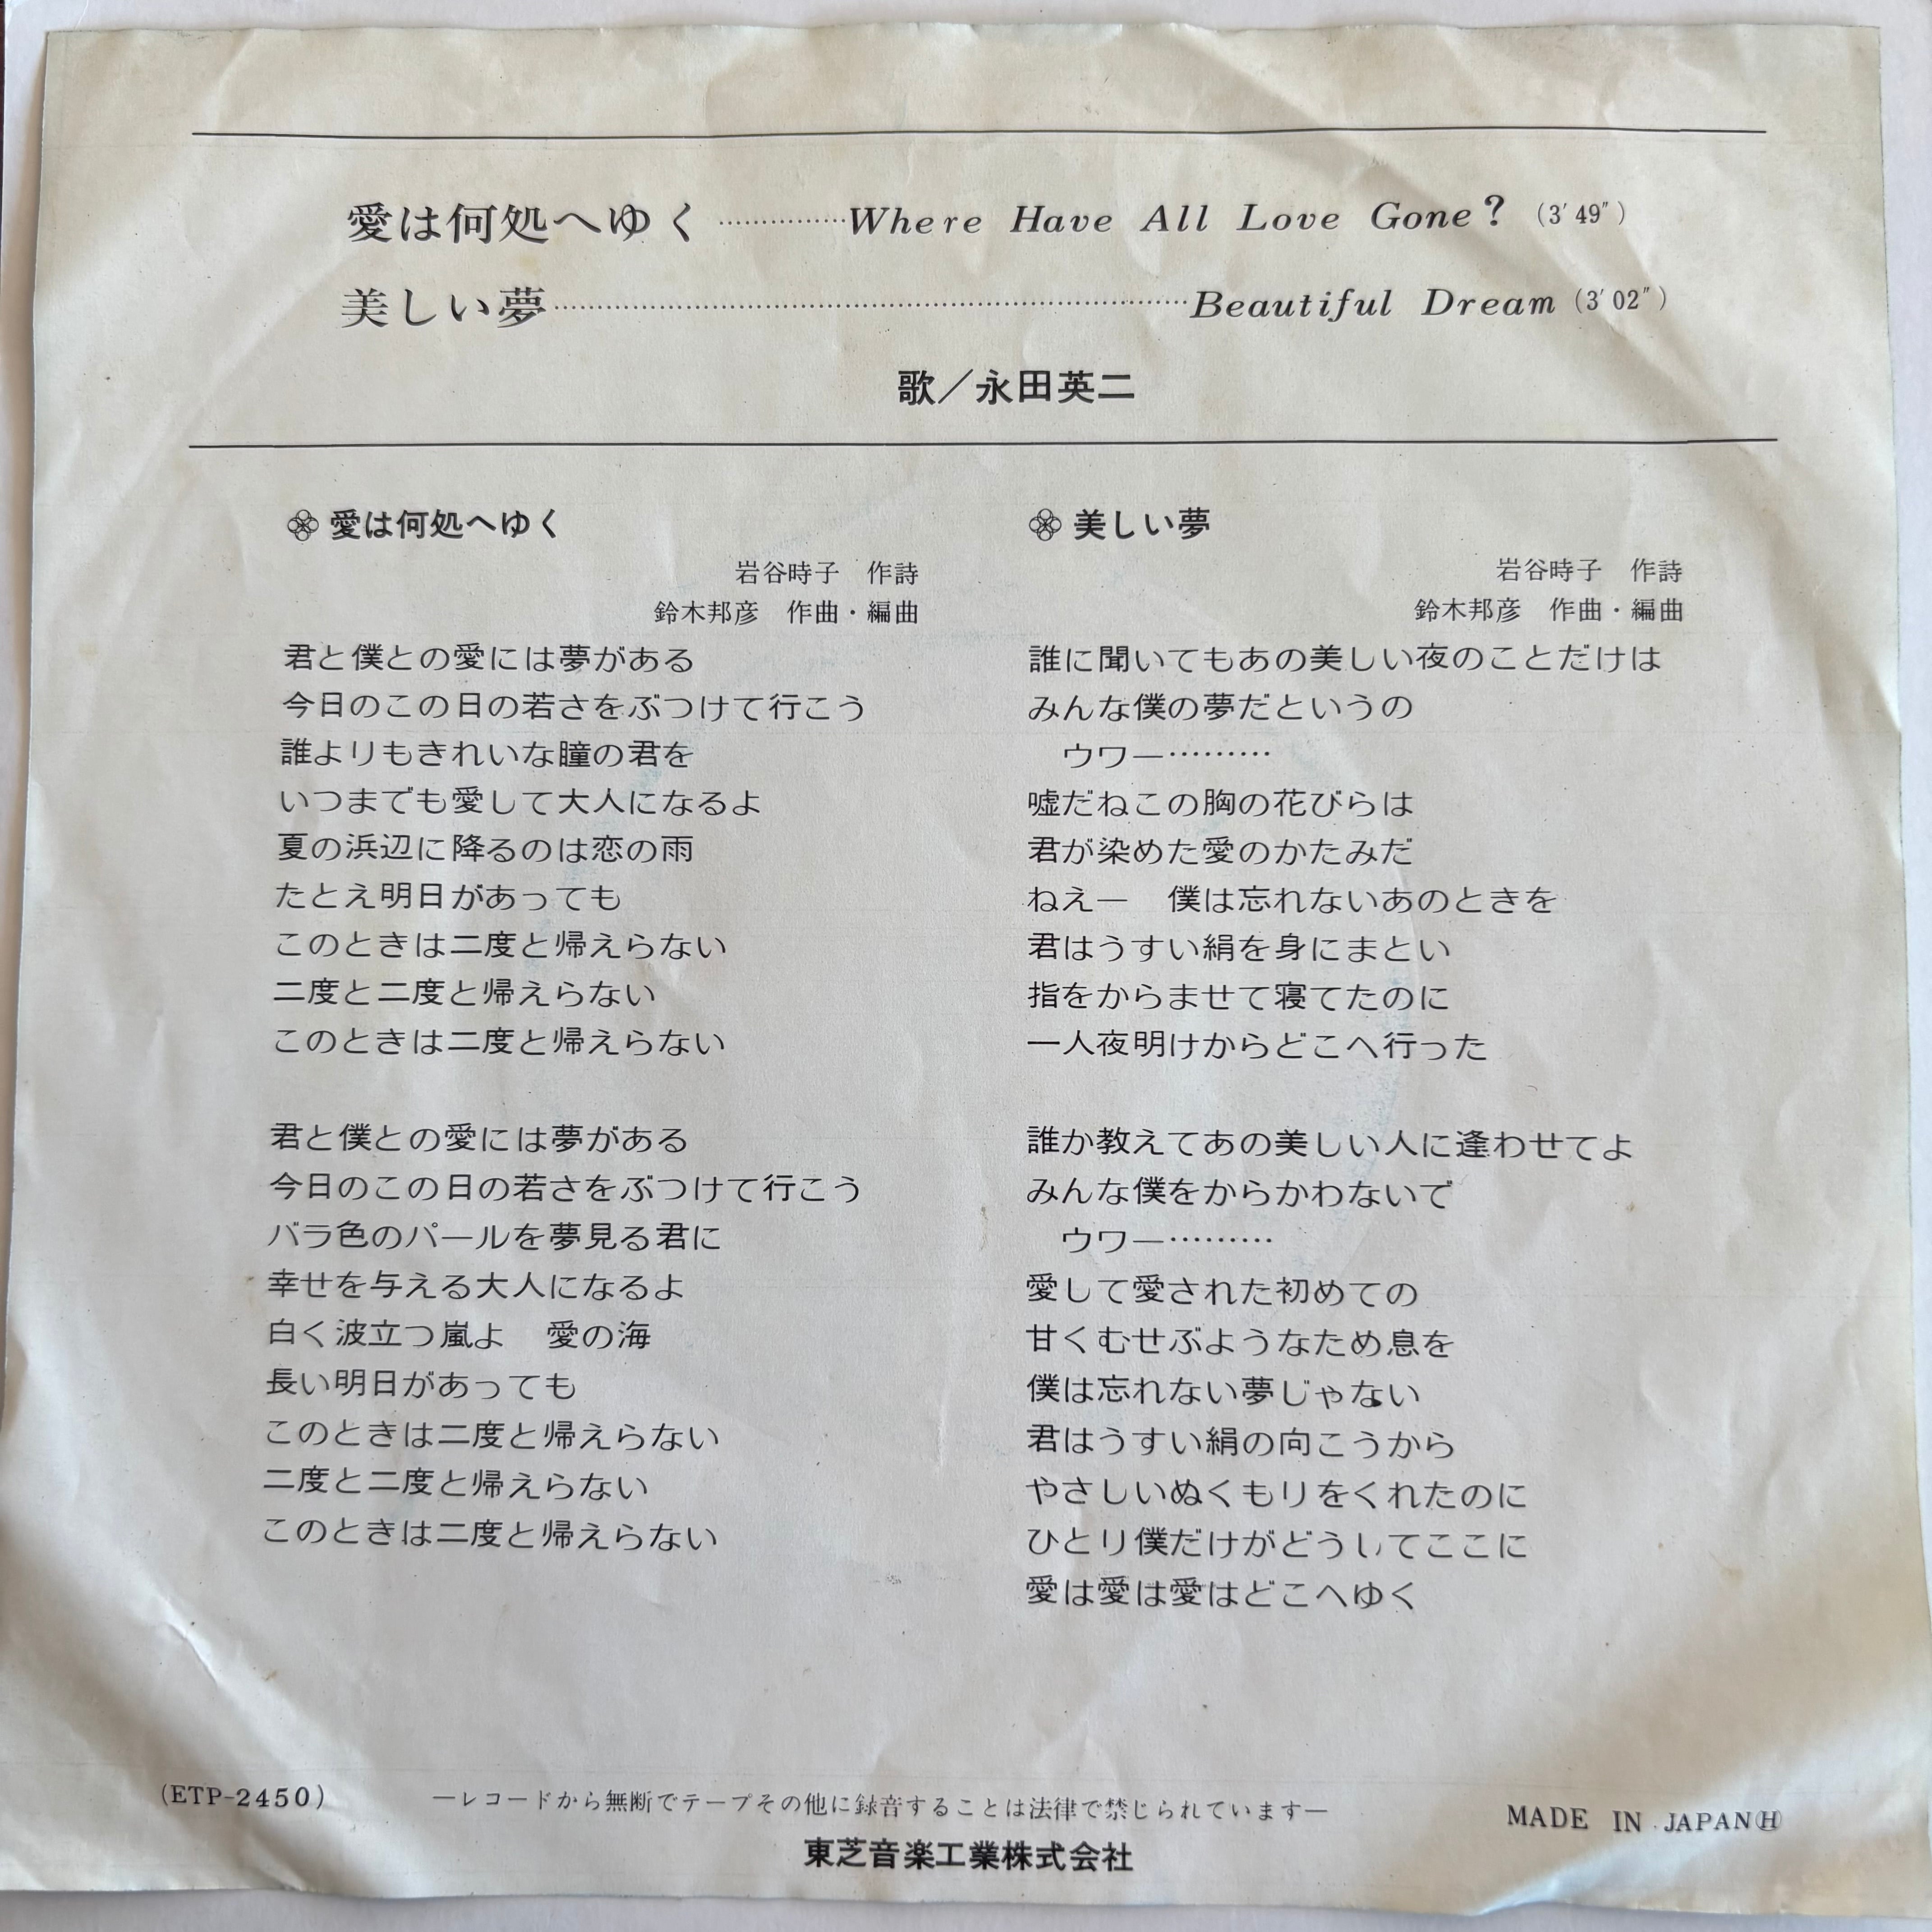 愛は何処へゆく……………Where Have All Love Gone？（3′49″）
美しい夢………………………………………………………………Beautiful Dream（3′02″）
歌／永田英二
愛は何処へゆく
岩谷時子　作詩
鈴木邦彦　作曲・編曲
君と僕との愛には夢がある
今日のこの日の若さをぶつけて行こう
誰よりもきれいな瞳の君を
いつまでも愛して大人になるよ
夏の浜辺に降るのは恋の雨
たとえ明日があっても
このときは二度と帰えらない
二度と二度と帰えらない
このときは二度と帰えらない
君と僕との愛には夢がある
今日のこの日の若さをぶつけて行こう
バラ色のパールを夢見る君に
幸せを与える大人になるよ
白く波立つ嵐よ　愛の海
長い明日があっても
このときは二度と帰えらない
二度と二度と帰えらない
このときは二度と帰えらない
美しい夢
岩谷時子　作詩
鈴木邦彦　作曲・編曲
誰に聞いてもあの美しい夜のことだけは
みんな僕の夢だというの
ウワー………
嘘だねこの胸の花びらは
君が染めた愛のかたみだ
ねえー　僕は忘れないあのときを
君はうすい絹を身にまとい
指をからませて寝てたのに
一人夜明けからどこへ行った
誰か教えてあの美しい人に逢わせてよ
みんな僕をからかわないで
ウワー………
愛して愛された初めての
甘くむせぶようなため息を
僕は忘れない夢じゃない
君はうすい絹の向こうから
やさしいぬくもりをくれたのに
ひとり僕だけがどうしてここに
愛は愛は愛はどこへゆく
(ETP-2450)
―レコードから無断でテープその他に録音することは法律で禁じられています―
MADE IN JAPANⒽ
東芝音楽工業株式会社